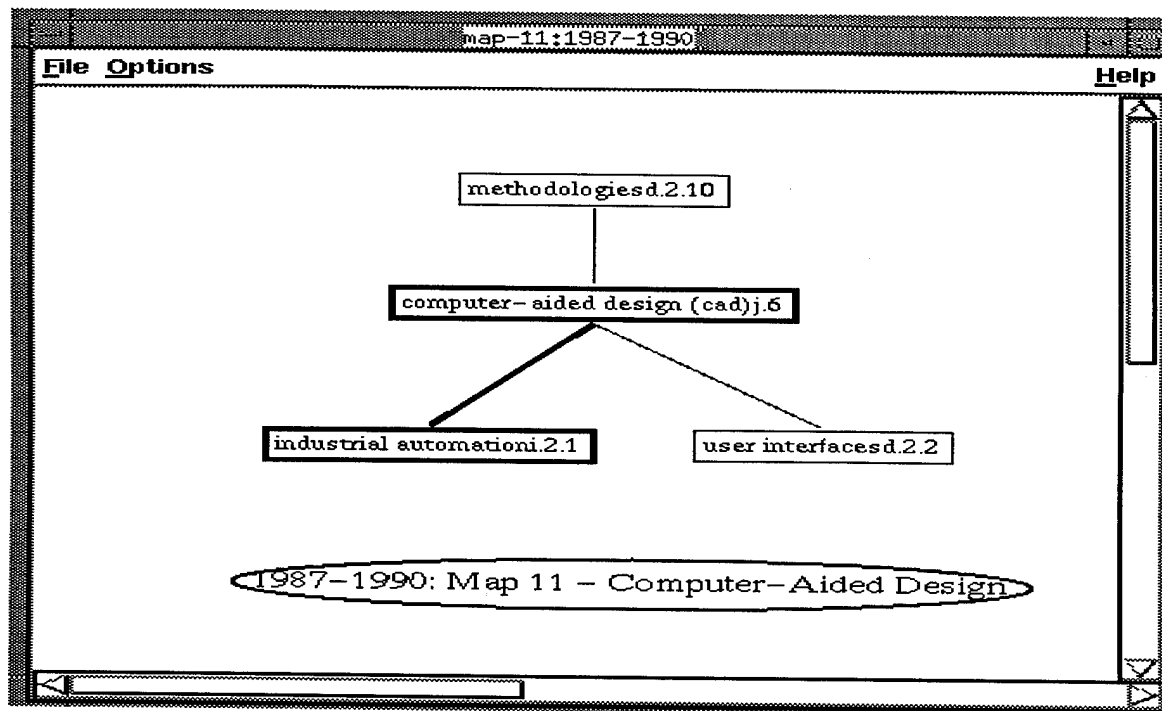 map-11:1987-1990
File Options Help
methodologiesd.2.10
computer-aided design (cad)j.6
industrial automationi.2.1 user interfacesd.2.2
1987-1990: Map 11 - Computer-Aided Design